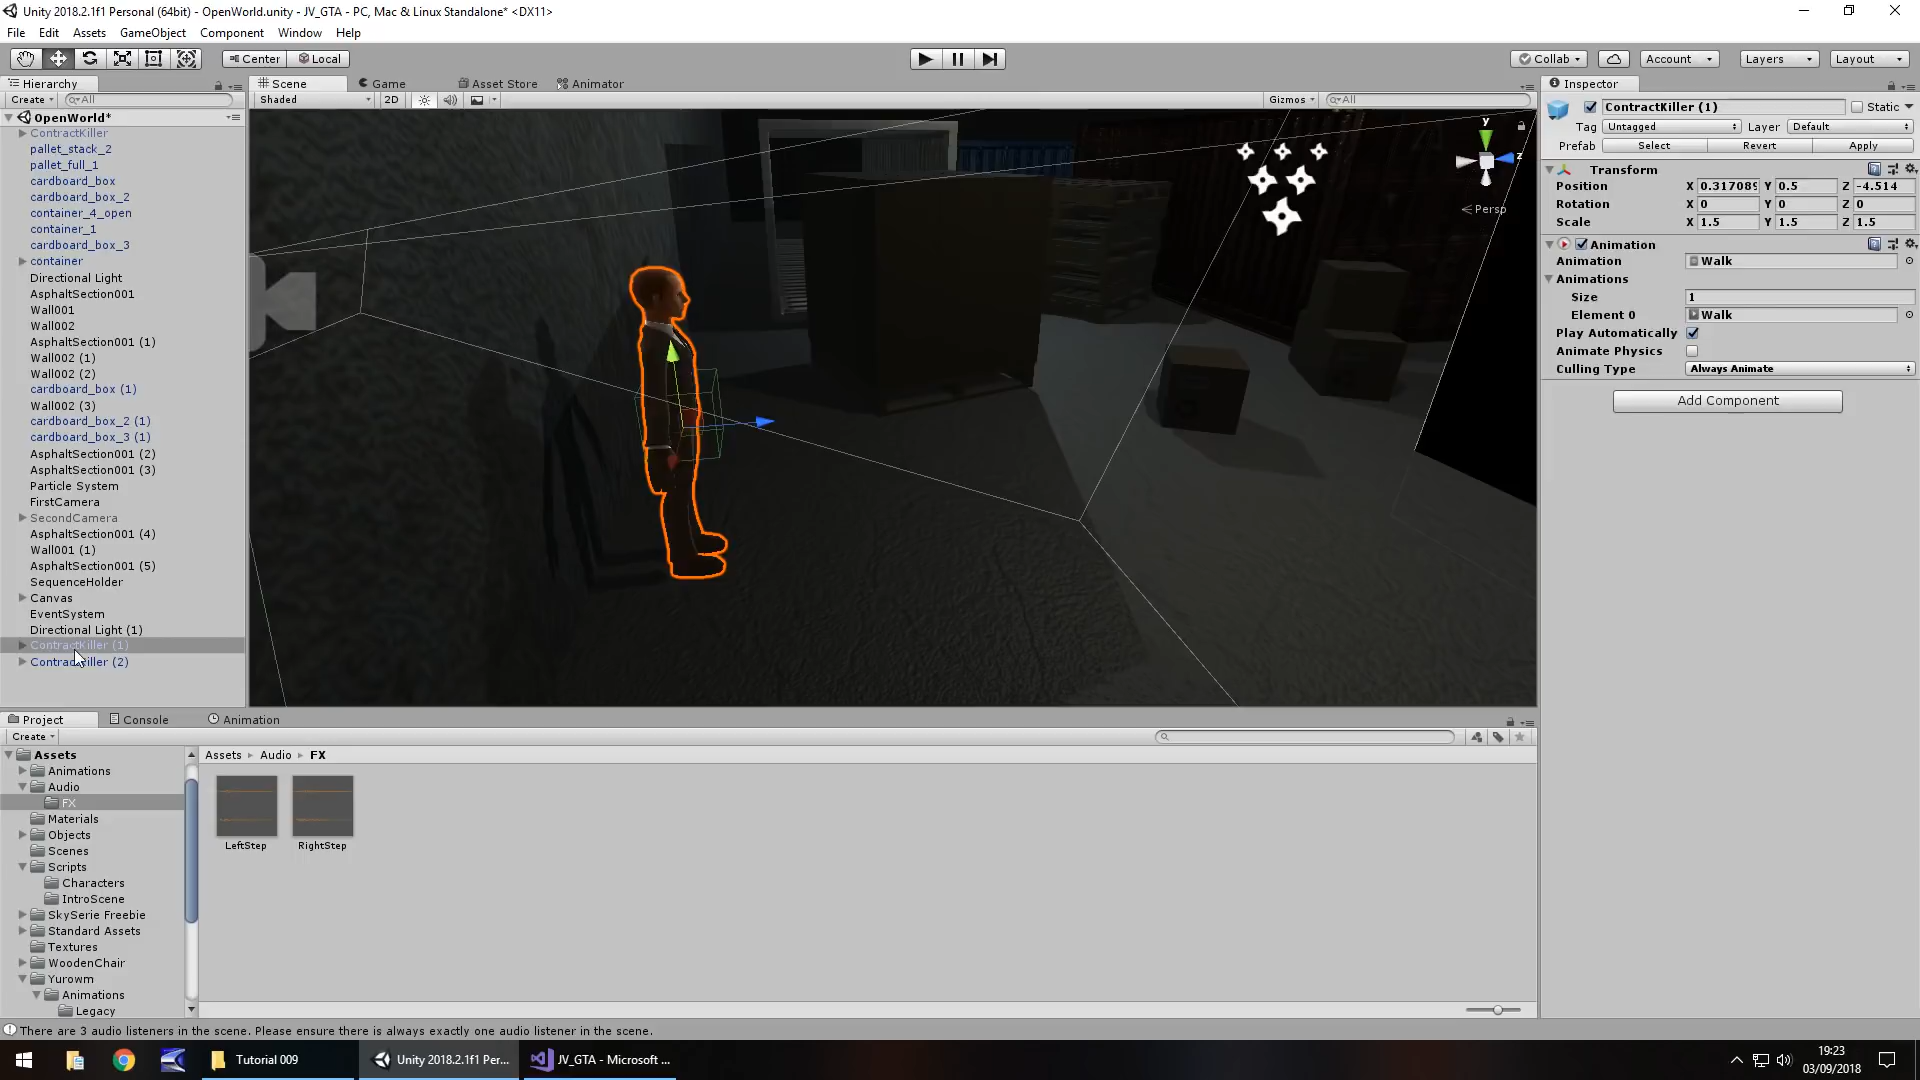 Unity 2018.2.1f1 Personal (64bit) - OpenWorld.unity - JV_GTA - PC, Mac & Linux Standalone* <DX11>
File Edit Assets GameObject Component Window Help
Center Local Collab Account Layers Layout
Hierarchy Scene Game Asset Store Animator Inspector
Create All Shaded 2D Gizmos All
OpenWorld*
ContractKiller
pallet_stack_2
pallet_full_1
cardboard_box
cardboard_box_2
container_4_open
container_1
cardboard_box_3
container
Directional Light
AsphaltSection001
Wall001
Wall002
AsphaltSection001 (1)
Wall002 (1)
Wall002 (2)
cardboard_box (1)
Wall002 (3)
cardboard_box_2 (1)
cardboard_box_3 (1)
AsphaltSection001 (2)
AsphaltSection001 (3)
Particle System
FirstCamera
SecondCamera
AsphaltSection001 (4)
Wall001 (1)
AsphaltSection001 (5)
SequenceHolder
Canvas
EventSystem
Directional Light (1)
ContractKiller (1)
ContractKiller (2)
y
z
Persp
ContractKiller (1) Static
Tag Untagged Layer Default
Prefab Select Revert Apply
Transform
Position X 0.317089 Y 0.5 Z -4.514
Rotation X 0 Y 0 Z 0
Scale X 1.5 Y 1.5 Z 1.5
Animation
Animation Walk
Animations
Size 1
Element 0 Walk
Play Automatically
Animate Physics
Culling Type Always Animate
Add Component
Project Console Animation
Create
Assets
Animations
Audio
FX
Materials
Objects
Scenes
Scripts
Characters
IntroScene
SkySerie Freebie
Standard Assets
Textures
WoodenChair
Yurowm
Animations
Legacy
Assets Audio FX
LeftStep RightStep
There are 3 audio listeners in the scene. Please ensure there is always exactly one audio listener in the scene.
Tutorial 009 Unity 2018.2.1f1 Per... JV_GTA - Microsoft ...
19:23
03/09/2018